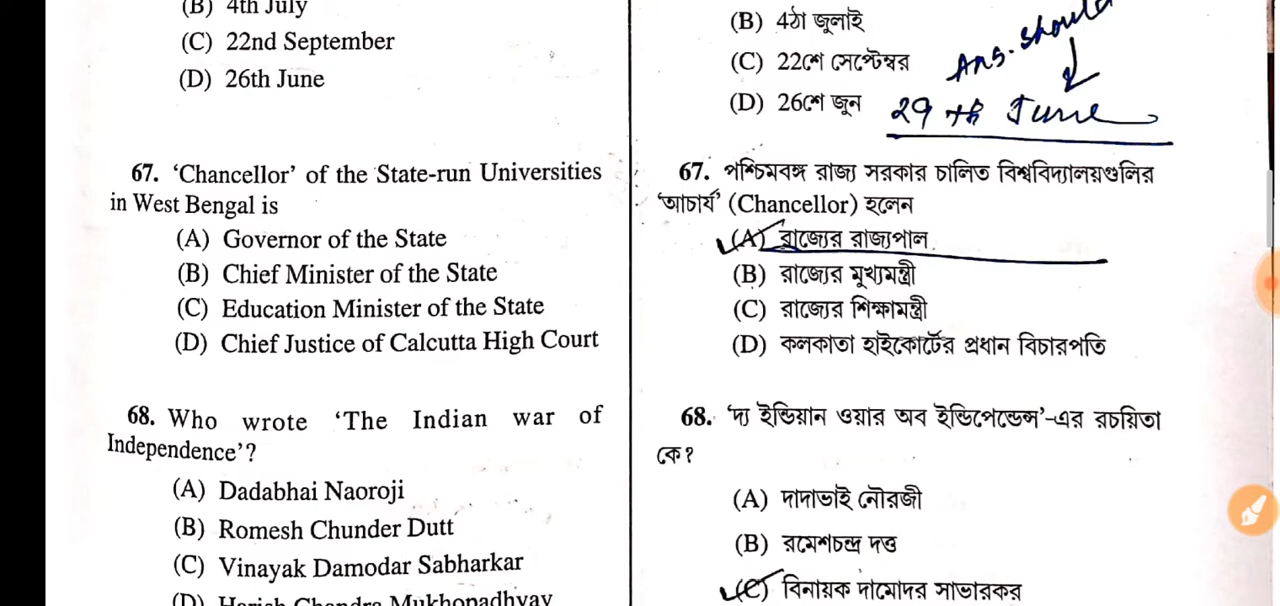 (B) 4th July
(C) 22nd September
(D) 26th June
67. 'Chancellor' of the State-run Universities
in West Bengal is
(A) Governor of the State
(B) Chief Minister of the State
(C) Education Minister of the State
(D) Chief Justice of Calcutta High Court
68. Who wrote 'The Indian war of
Independence'?
(A) Dadabhai Naoroji
(B) Romesh Chunder Dutt
(C) Vinayak Damodar Sabharkar
(D) Harish Chandra Mukhopadhyay
(B) 4ঠা জুলাই
(C) 22শে সেপ্টেম্বর
(D) 26শে জুন
Ans. should
29th June
67. পশ্চিমবঙ্গ রাজ্য সরকার চালিত বিশ্ববিদ্যালয়গুলির
'আচার্য' (Chancellor) হলেন
(A) রাজ্যের রাজ্যপাল
(B) রাজ্যের মুখ্যমন্ত্রী
(C) রাজ্যের শিক্ষামন্ত্রী
(D) কলকাতা হাইকোর্টের প্রধান বিচারপতি
68. 'দ্য ইন্ডিয়ান ওয়ার অব ইন্ডিপেন্ডেন্স'-এর রচয়িতা
কে?
(A) দাদাভাই নৌরজী
(B) রমেশচন্দ্র দত্ত
(C) বিনায়ক দামোদর সাভারকর